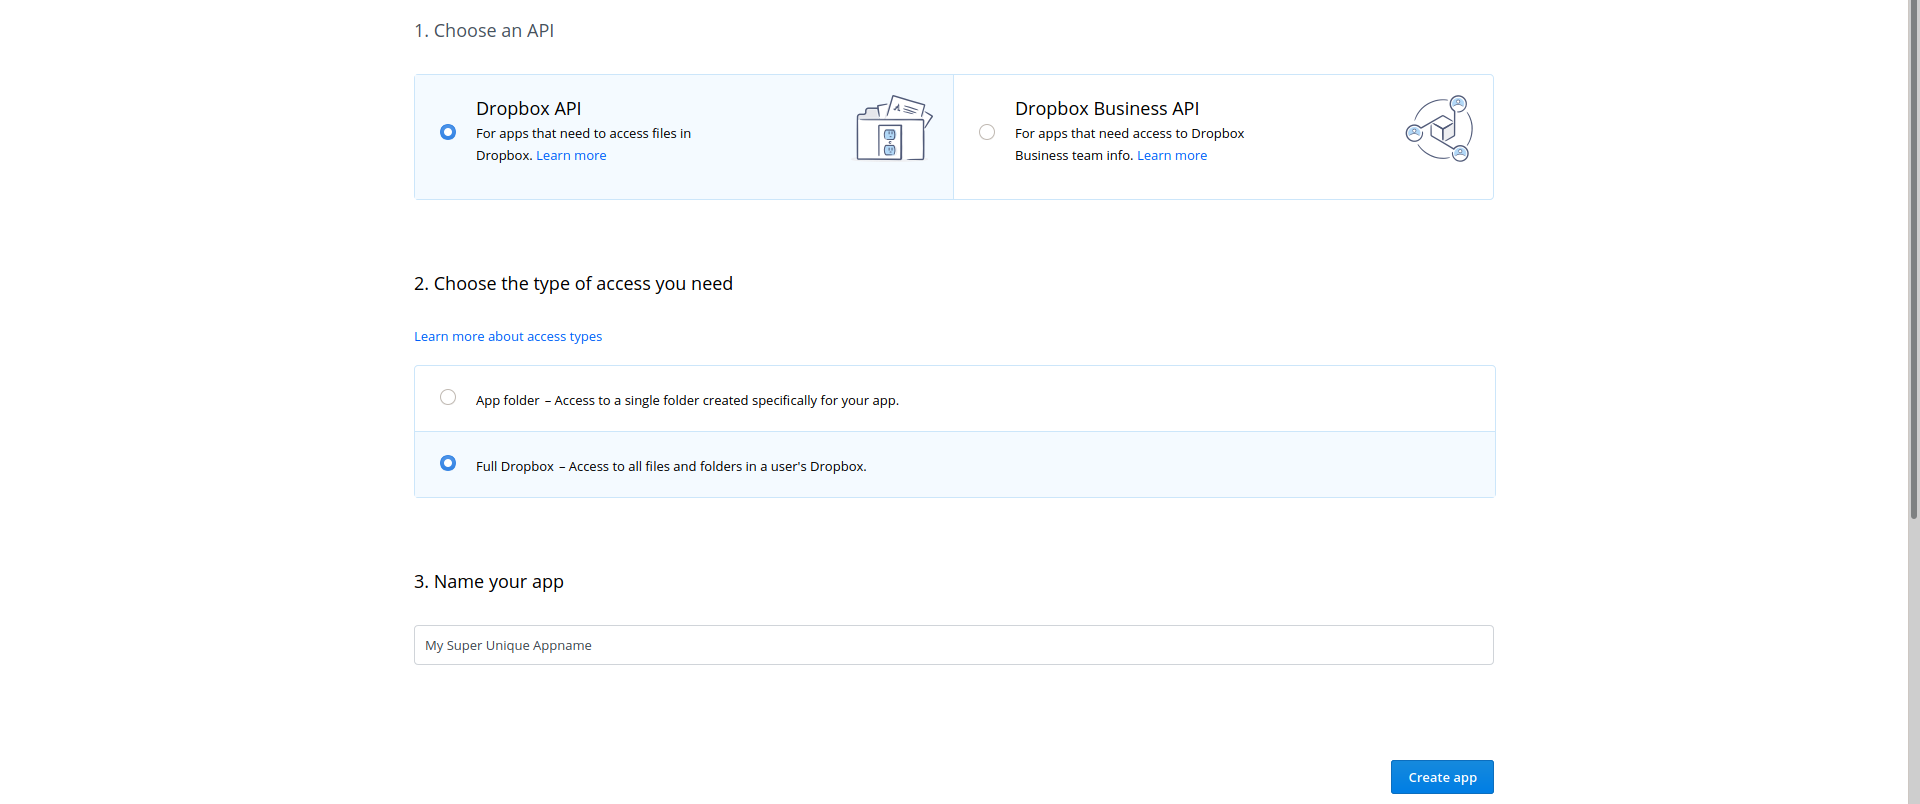 1. Choose an API
Dropbox API
For apps that need to access files in
Dropbox. Learn more
Dropbox Business API
For apps that need access to Dropbox
Business team info. Learn more
2. Choose the type of access you need
Learn more about access types
App folder – Access to a single folder created specifically for your app.
Full Dropbox – Access to all files and folders in a user's Dropbox.
3. Name your app
My Super Unique Appname
Create app